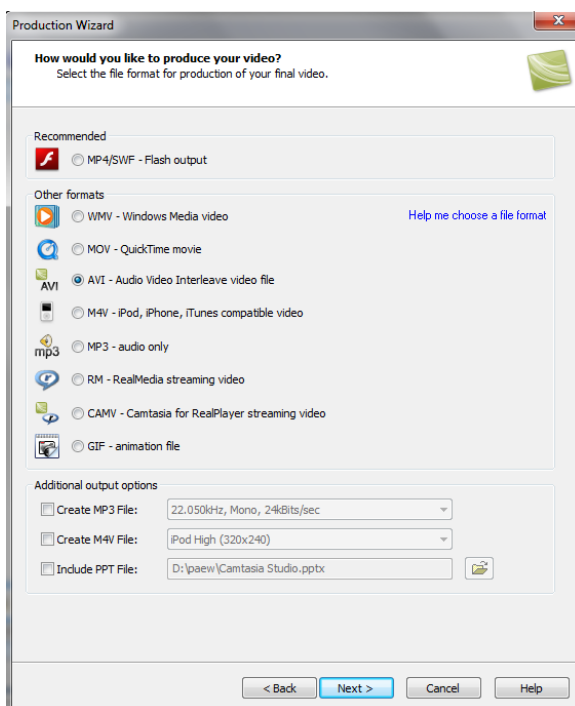 Production Wizard
How would you like to produce your video?
Select the file format for production of your final video.
Recommended
MP4/SWF - Flash output
Other formats
WMV - Windows Media video
Help me choose a file format
MOV - QuickTime movie
AVI
AVI - Audio Video Interleave video file
M4V - iPod, iPhone, iTunes compatible video
mp3
MP3 - audio only
RM - RealMedia streaming video
CAMV - Camtasia for RealPlayer streaming video
GIF - animation file
Additional output options
Create MP3 File: 22.050kHz, Mono, 24kBits/sec
Create M4V File: iPod High (320x240)
Include PPT File: D:\paew\Camtasia Studio.pptx
< Back Next > Cancel Help